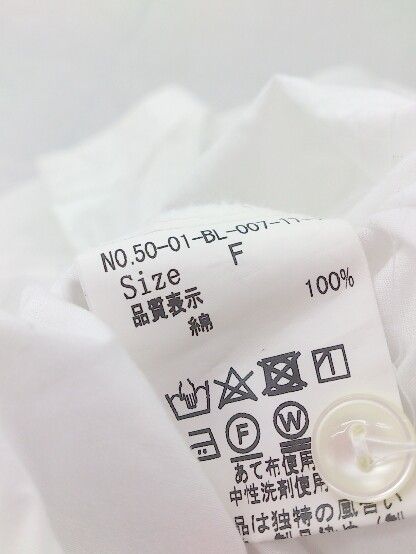 NO.50-01-BL-007-17-
Size F
品質表示
綿 100%
F W
あて布使用
中性洗剤使用
品は独特の風合い